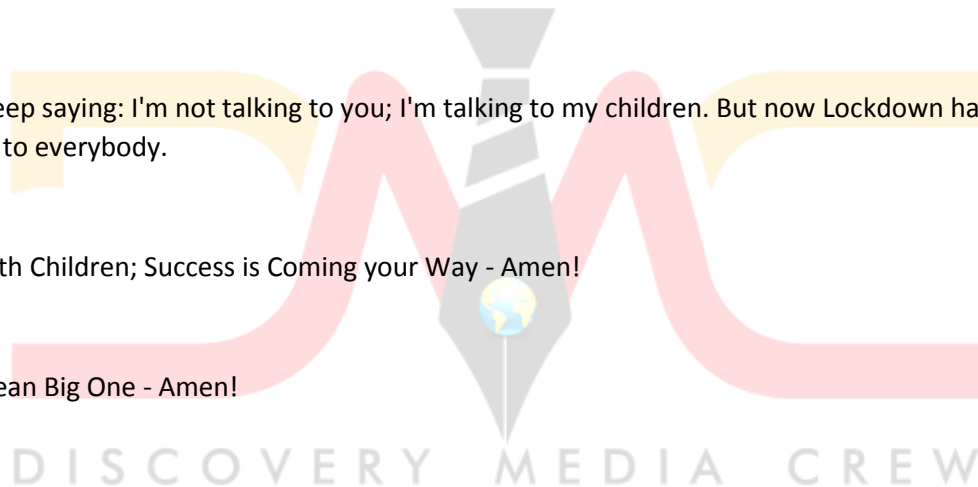 eep saying: I'm not talking to you; I'm talking to my children. But now Lockdown ha
to everybody.
th Children; Success is Coming your Way - Amen!
ean Big One - Amen!
DMC
DISCOVERY MEDIA CREW